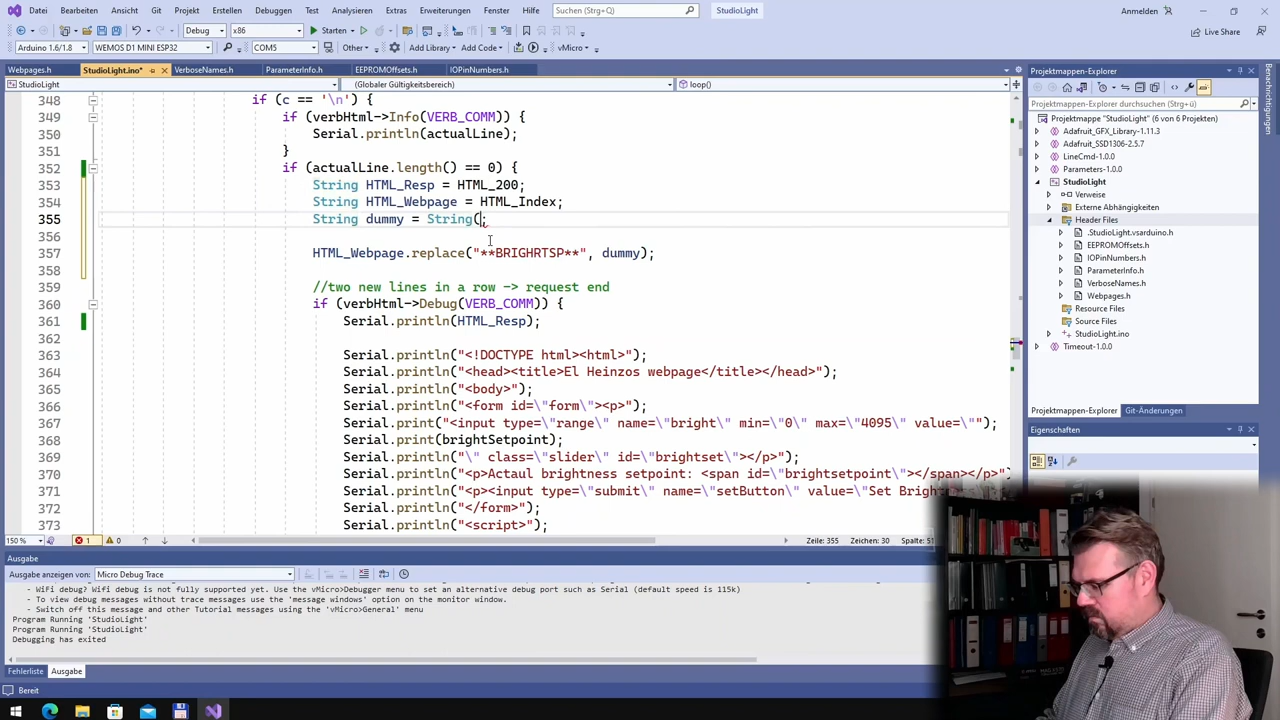 Datei Bearbeiten Ansicht Git Projekt Erstellen Debuggen Test Analysieren Extras Erweiterungen Fenster Hilfe Suchen (Strg+Q) StudioLight Anmelden
Debug x86 Starten Live Share
Arduino 1.6/1.8 WEMOS D1 MINI ESP32 COM5 Other Add Library Add Code vMicro
Webpages.h StudioLight.ino* VerboseNames.h ParameterInfo.h EEPROMOffsets.h IOPinNumbers.h
StudioLight (Globaler Gültigkeitsbereich) loop()
348 if (c == '\n') {
349 if (verbHtml->Info(VERB_COMM)) {
350 Serial.println(actualLine);
351 }
352 if (actualLine.length() == 0) {
353 String HTML_Resp = HTML_200;
354 String HTML_Webpage = HTML_Index;
355 String dummy = String(;
356
357 HTML_Webpage.replace("**BRIGHRTSP**", dummy);
358
359 //two new lines in a row -> request end
360 if (verbHtml->Debug(VERB_COMM)) {
361 Serial.println(HTML_Resp);
362
363 Serial.println("<!DOCTYPE html><html>");
364 Serial.println("<head><title>El Heinzos webpage</title></head>");
365 Serial.println("<body>");
366 Serial.println("<form id=\"form\"><p>");
367 Serial.print("<input type=\"range\" name=\"bright\" min=\"0\" max=\"4095\" value=\"");
368 Serial.print(brightSetpoint);
369 Serial.println("\" class=\"slider\" id=\"brightset\"></p>");
370 Serial.println("<p>Actaul brightness setpoint: <span id=\"brightsetpoint\"></span></p>"
371 Serial.println("<p><input type=\"submit\" name=\"setButton\" value=\"Set Brigh
372 Serial.println("</form>");
373 Serial.println("<script>");
150 % 1 0 Zeile: 355 Zeichen: 30 Spalte: 51
Ausgabe
Ausgabe anzeigen von: Micro Debug Trace
- Wifi debug? Wifi debug is not fully supported yet. Use the vMicro>Debugger menu to set an alternative debug port such as Serial (default speed is 115k)
- To view debug messages without trace messages use the 'message windows' option on the monitor window.
- Switch off this message and other Tutorial messages using the 'vMicro>General' menu
Program Running 'StudioLight'
Program Running 'StudioLight'
Debugging has exited
Fehlerliste Ausgabe
Bereit
Projektmappen-Explorer
Projektmappen-Explorer durchsuchen (Strg+ü)
Projektmappe "StudioLight" (6 von 6 Projekten)
Adafruit_GFX_Library-1.11.3
Adafruit_SSD1306-2.5.7
LineCmd-1.0.0
Parameters-1.0.0
StudioLight
Verweise
Externe Abhängigkeiten
Header Files
.StudioLight.vsarduino.h
EEPROMOffsets.h
IOPinNumbers.h
ParameterInfo.h
VerboseNames.h
Webpages.h
Resource Files
Source Files
StudioLight.ino
Timeout-1.0.0
Projektmappen-Explorer Git-Änderungen
Eigenschaften
Benachrichtigungen